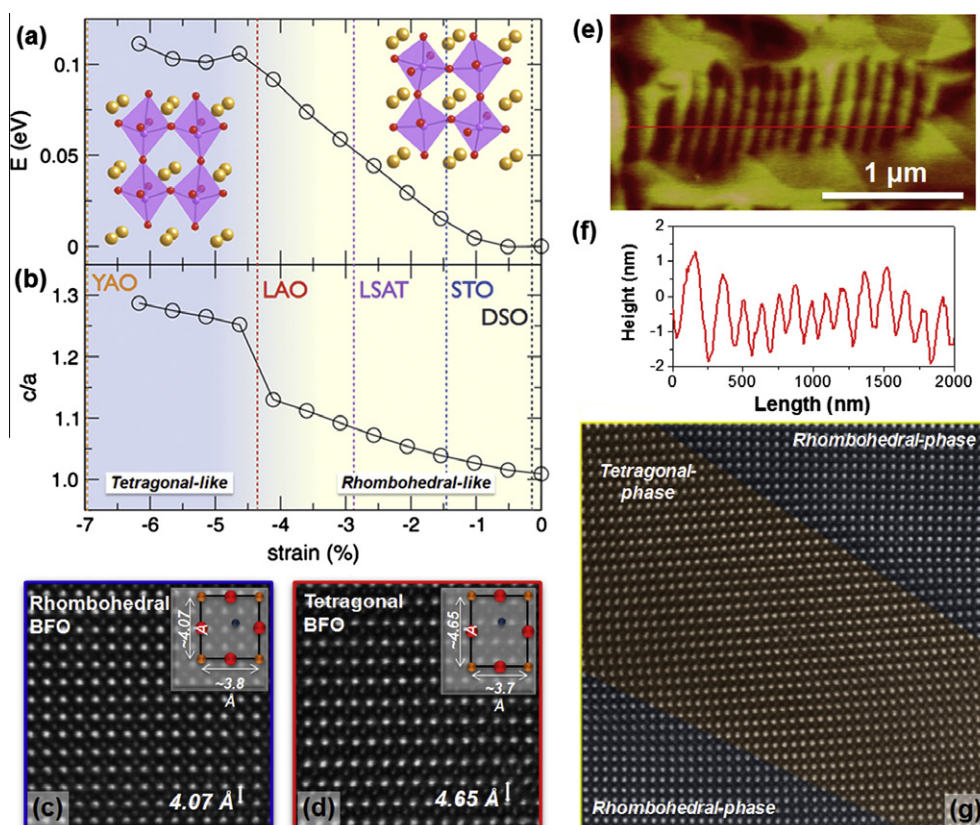 (a)
E (eV)
0.1
0.05
0
(b)
YAO
LAO
LSAT
STO
DSO
c/a
1.3
1.2
1.1
1.0
Tetragonal-like
Rhombohedral-like
-7 -6 -5 -4 -3 -2 -1 0
strain (%)
Rhombohedral
BFO
~4.07
Å
~3.8
Å
4.07 Å
(c)
Tetragonal
BFO
~4.65
Å
~3.7
Å
4.65 Å
(d)
(e)
1 µm
(f)
Height (nm)
2
1
0
-1
-2
0 500 1000 1500 2000
Length (nm)
Rhombohedral-phase
Tetragonal-
phase
Rhombohedral-phase
(g)